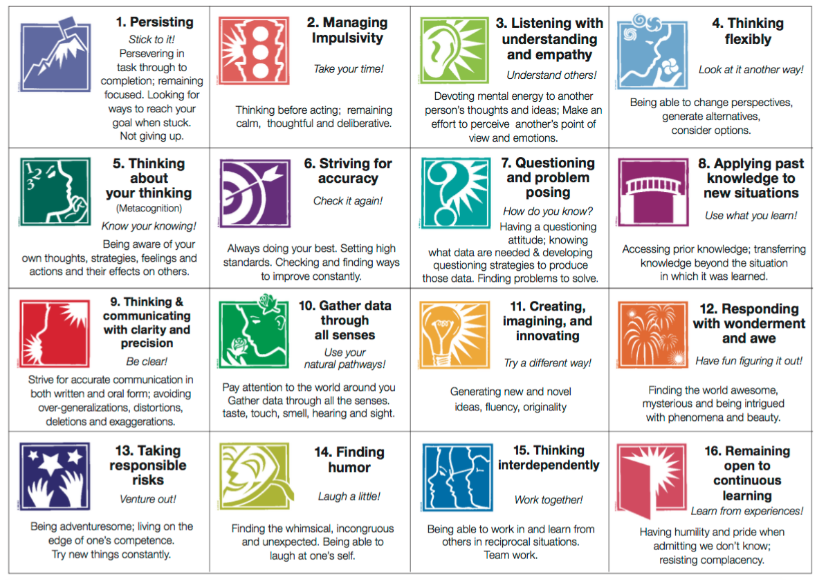 1. Persisting
Stick to it!
Persevering in
task through to
completion; remaining
focused. Looking for
ways to reach your
goal when stuck.
Not giving up.
2. Managing
Impulsivity
Take your time!
Thinking before acting; remaining
calm, thoughtful and deliberative.
3. Listening with
understanding
and empathy
Understand others!
Devoting mental energy to another
person's thoughts and ideas; Make an
effort to perceive another's point of
view and emotions.
4. Thinking
flexibly
Look at it another way!
Being able to change perspectives,
generate alternatives,
consider options.
5. Thinking
about
your thinking
(Metacognition)
Know your knowing!
Being aware of your
own thoughts, strategies, feelings and
actions and their effects on others.
1
2
3
6. Striving for
accuracy
Check it again!
Always doing your best. Setting high
standards. Checking and finding ways
to improve constantly.
7. Questioning
and problem
posing
How do you know?
Having a questioning
attitude; knowing
what data are needed & developing
questioning strategies to produce
those data. Finding problems to solve.
?
8. Applying past
knowledge to
new situations
Use what you learn!
Accessing prior knowledge; transferring
knowledge beyond the situation
in which it was learned.
9. Thinking &
communicating
with clarity and
precision
Be clear!
Strive for accurate communication in
both written and oral form; avoiding
over-generalizations, distortions,
deletions and exaggerations.
10. Gather data
through
all senses
Use your
natural pathways!
Pay attention to the world around you
Gather data through all the senses.
taste, touch, smell, hearing and sight.
11. Creating,
imagining, and
innovating
Try a different way!
Generating new and novel
ideas, fluency, originality
12. Responding
with wonderment
and awe
Have fun figuring it out!
Finding the world awesome,
mysterious and being intrigued
with phenomena and beauty.
13. Taking
responsible
risks
Venture out!
Being adventuresome; living on the
edge of one's competence.
Try new things constantly.
14. Finding
humor
Laugh a little!
Finding the whimsical, incongruous
and unexpected. Being able to
laugh at one's self.
15. Thinking
interdependently
Work together!
Being able to work in and learn from
others in reciprocal situations.
Team work.
16. Remaining
open to
continuous
learning
Learn from experiences!
Having humility and pride when
admitting we don't know;
resisting complacency.